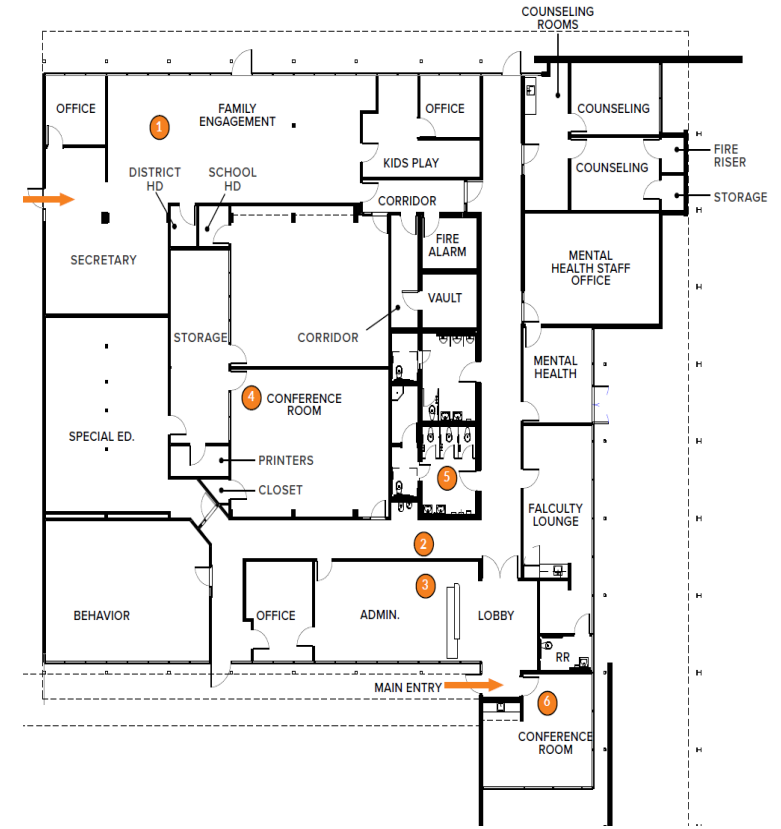 COUNSELING
ROOMS
OFFICE
FAMILY
ENGAGEMENT
OFFICE
COUNSELING
1
KIDS PLAY
FIRE
RISER
DISTRICT
HD
SCHOOL
HD
COUNSELING
CORRIDOR
STORAGE
FIRE
ALARM
SECRETARY
MENTAL
HEALTH STAFF
OFFICE
VAULT
STORAGE
CORRIDOR
MENTAL
HEALTH
4
CONFERENCE
ROOM
SPECIAL ED.
PRINTERS
5
CLOSET
FALCULTY
LOUNGE
2
3
BEHAVIOR
OFFICE
ADMIN.
LOBBY
RR
MAIN ENTRY
6
CONFERENCE
ROOM